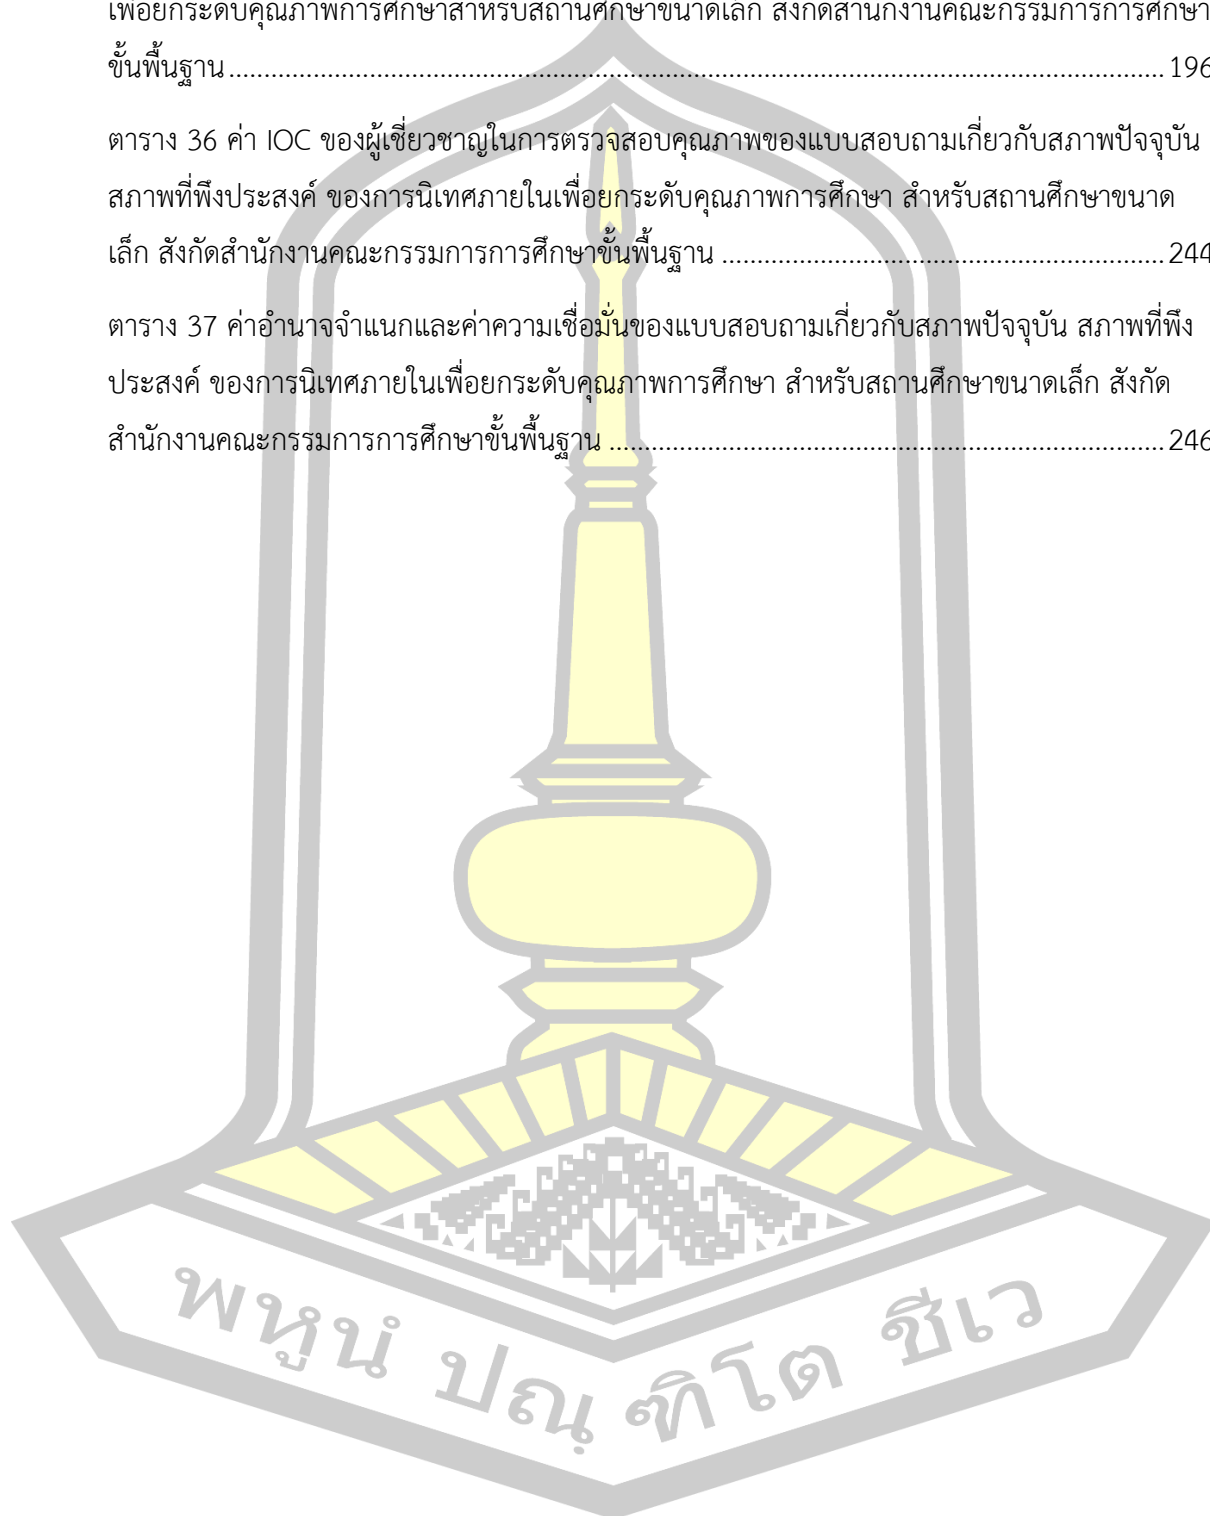 เพื่อยกระดับคุณภาพการศึกษาสำหรับสถานศึกษาขนาดเล็ก สังกัดสำนักงานคณะกรรมการการศึกษา
ขั้นพื้นฐาน ........................................................................................................................................ 196
ตาราง 36 ค่า IOC ของผู้เชี่ยวชาญในการตรวจสอบคุณภาพของแบบสอบถามเกี่ยวกับสภาพปัจจุบัน
สภาพที่พึงประสงค์ ของการนิเทศภายในเพื่อยกระดับคุณภาพการศึกษา สำหรับสถานศึกษาขนาด
เล็ก สังกัดสำนักงานคณะกรรมการการศึกษาขั้นพื้นฐาน ................................................................ 244
ตาราง 37 ค่าอำนาจจำแนกและค่าความเชื่อมั่นของแบบสอบถามเกี่ยวกับสภาพปัจจุบัน สภาพที่พึง
ประสงค์ ของการนิเทศภายในเพื่อยกระดับคุณภาพการศึกษา สำหรับสถานศึกษาขนาดเล็ก สังกัด
สำนักงานคณะกรรมการการศึกษาขั้นพื้นฐาน ................................................................................ 246
พหูนํ ปณฺฑิโต ชีเว